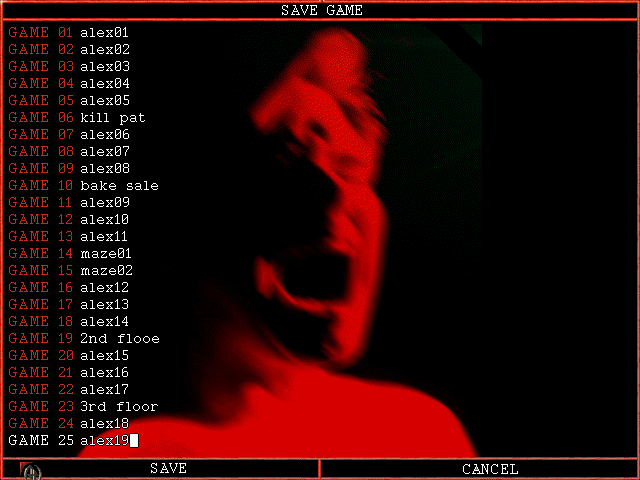 SAVE GAME
GAME 01 alex01
GAME 02 alex02
GAME 03 alex03
GAME 04 alex04
GAME 05 alex05
GAME 06 kill pat
GAME 07 alex06
GAME 08 alex07
GAME 09 alex08
GAME 10 bake sale
GAME 11 alex09
GAME 12 alex10
GAME 13 alex11
GAME 14 maze01
GAME 15 maze02
GAME 16 alex12
GAME 17 alex13
GAME 18 alex14
GAME 19 2nd flooe
GAME 20 alex15
GAME 21 alex16
GAME 22 alex17
GAME 23 3rd floor
GAME 24 alex18
GAME 25 alex19
SAVE CANCEL